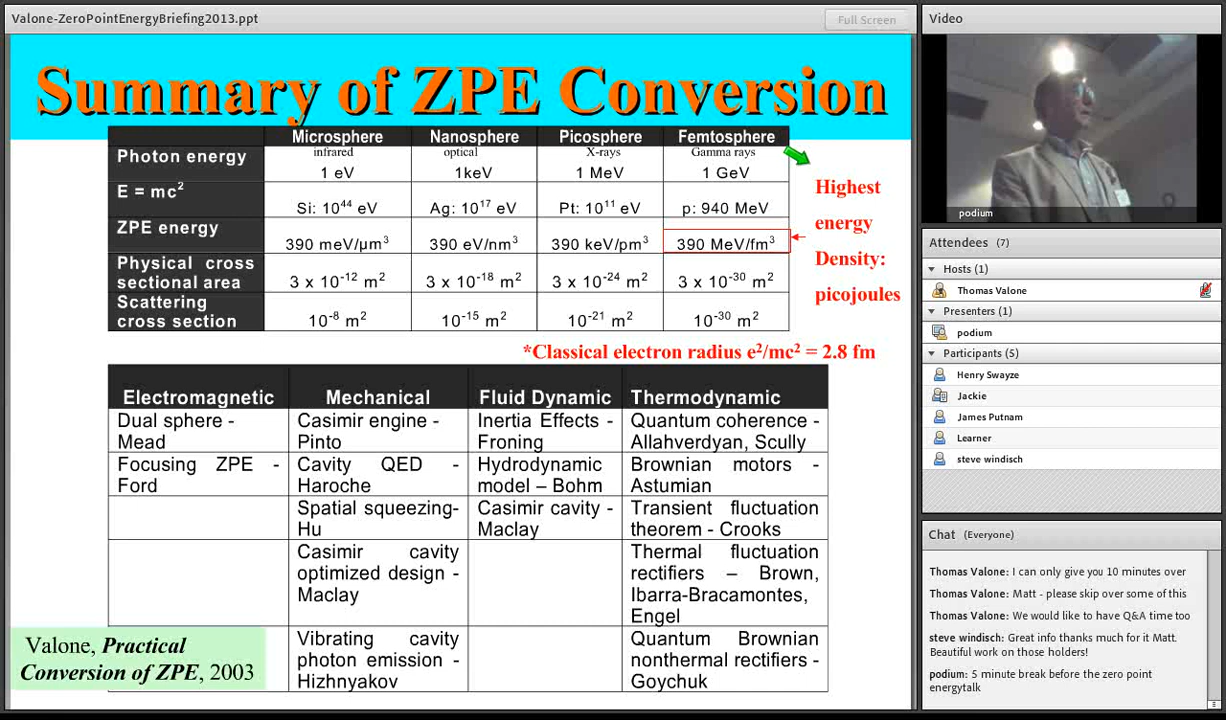 Valone-ZeroPointEnergyBriefing2013.ppt
Full Screen
Summary of ZPE Conversion
Microsphere Nanosphere Picosphere Femtosphere
Photon energy infrared optical X-rays Gamma rays
1 eV 1keV 1 MeV 1 GeV
E = mc²
Si: 10⁴⁴ eV Ag: 10¹⁷ eV Pt: 10¹¹ eV p: 940 MeV
ZPE energy
390 meV/µm³ 390 eV/nm³ 390 keV/pm³ 390 MeV/fm³
Physical cross
sectional area 3 x 10⁻¹² m² 3 x 10⁻¹⁸ m² 3 x 10⁻²⁴ m² 3 x 10⁻³⁰ m²
Scattering
cross section 10⁻⁸ m² 10⁻¹⁵ m² 10⁻²¹ m² 10⁻³⁰ m²
Highest
energy
Density:
picojoules
*Classical electron radius e²/mc² = 2.8 fm
Electromagnetic Mechanical Fluid Dynamic Thermodynamic
Dual sphere - Casimir engine - Inertia Effects - Quantum coherence -
Mead Pinto Froning Allahverdyan, Scully
Focusing ZPE - Cavity QED - Hydrodynamic Brownian motors -
Ford Haroche model – Bohm Astumian
Spatial squeezing- Casimir cavity - Transient fluctuation
Hu Maclay theorem - Crooks
Casimir cavity Thermal fluctuation
optimized design - rectifiers – Brown,
Maclay Ibarra-Bracamontes,
Engel
Vibrating cavity Quantum Brownian
photon emission - nonthermal rectifiers -
Hizhnyakov Goychuk
Valone, Practical
Conversion of ZPE, 2003
Video
podium
Attendees (7)
Hosts (1)
Thomas Valone
Presenters (1)
podium
Participants (5)
Henry Swayze
Jackie
James Putnam
Learner
steve windisch
Chat (Everyone)
Thomas Valone: I can only give you 10 minutes over
Thomas Valone: Matt - please skip over some of this
Thomas Valone: We would like to have Q&A time too
steve windisch: Great info thanks much for it Matt.
Beautiful work on those holders!
podium: 5 minute break before the zero point
energytalk